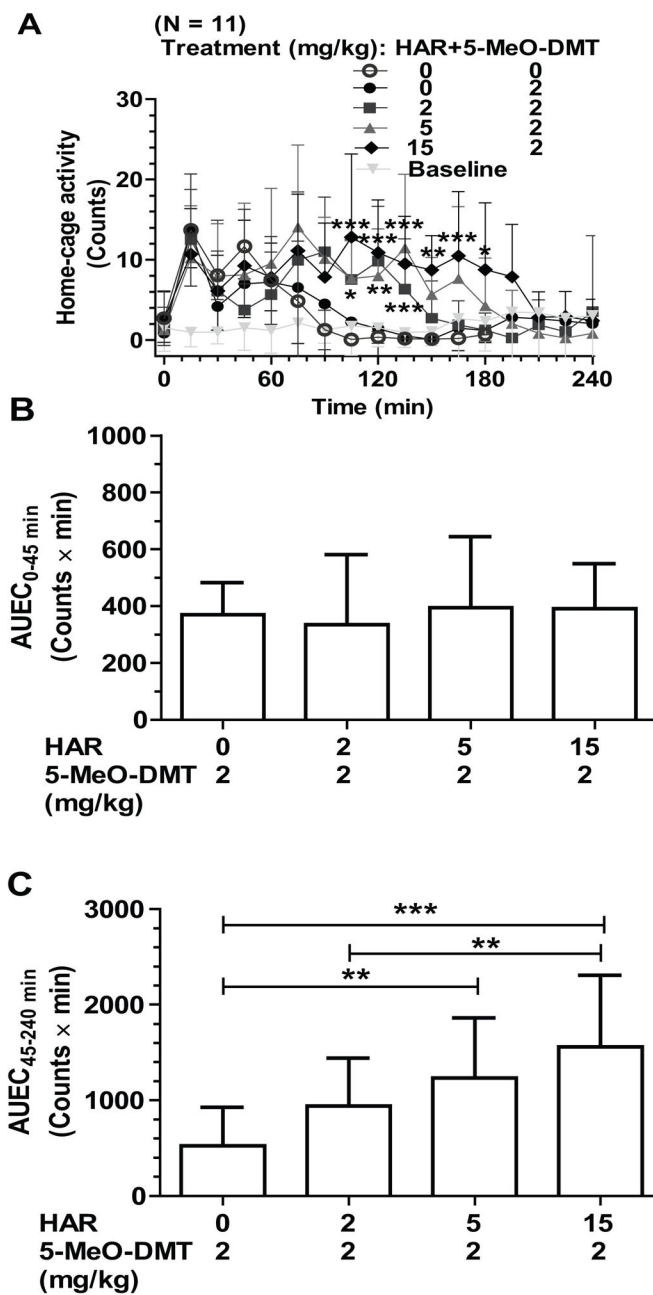 A
(N = 11)
Treatment (mg/kg): HAR+5-MeO-DMT
0 0
0 2
2 2
5 2
15 2
Baseline
Home-cage activity
(Counts)
30
20
10
0
*** ***
***
** *** *
* ** ***
0 60 120 180 240
Time (min)
B
AUEC0-45 min
(Counts × min)
1000
800
600
400
200
0
HAR 0 2 5 15
5-MeO-DMT 2 2 2 2
(mg/kg)
C
AUEC45-240 min
(Counts × min)
3000
2000
1000
0
***
**
**
HAR 0 2 5 15
5-MeO-DMT 2 2 2 2
(mg/kg)